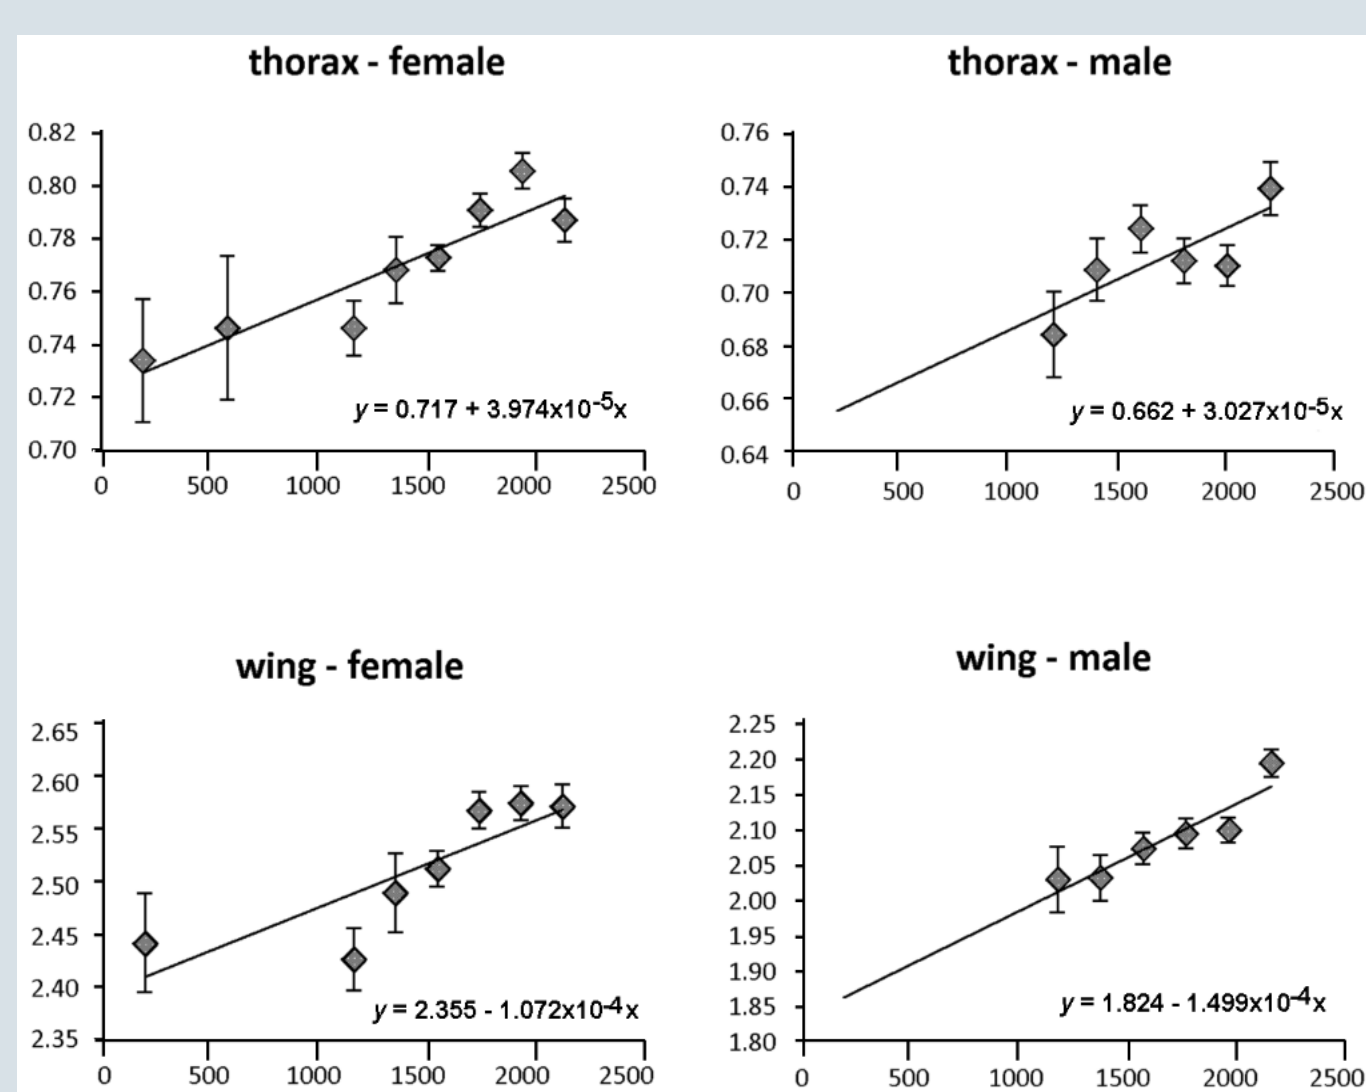 thorax - female
0.82
0.80
0.78
0.76
0.74
0.72
0.70
y = 0.717 + 3.974x10-5x
0 500 1000 1500 2000 2500
thorax - male
0.76
0.74
0.72
0.70
0.68
0.66
0.64
y = 0.662 + 3.027x10-5x
0 500 1000 1500 2000 2500
wing - female
2.65
2.60
2.55
2.50
2.45
2.40
2.35
y = 2.355 - 1.072x10-4x
0 500 1000 1500 2000 2500
wing - male
2.25
2.20
2.15
2.10
2.05
2.00
1.95
1.90
1.85
1.80
y = 1.824 - 1.499x10-4x
0 500 1000 1500 2000 2500